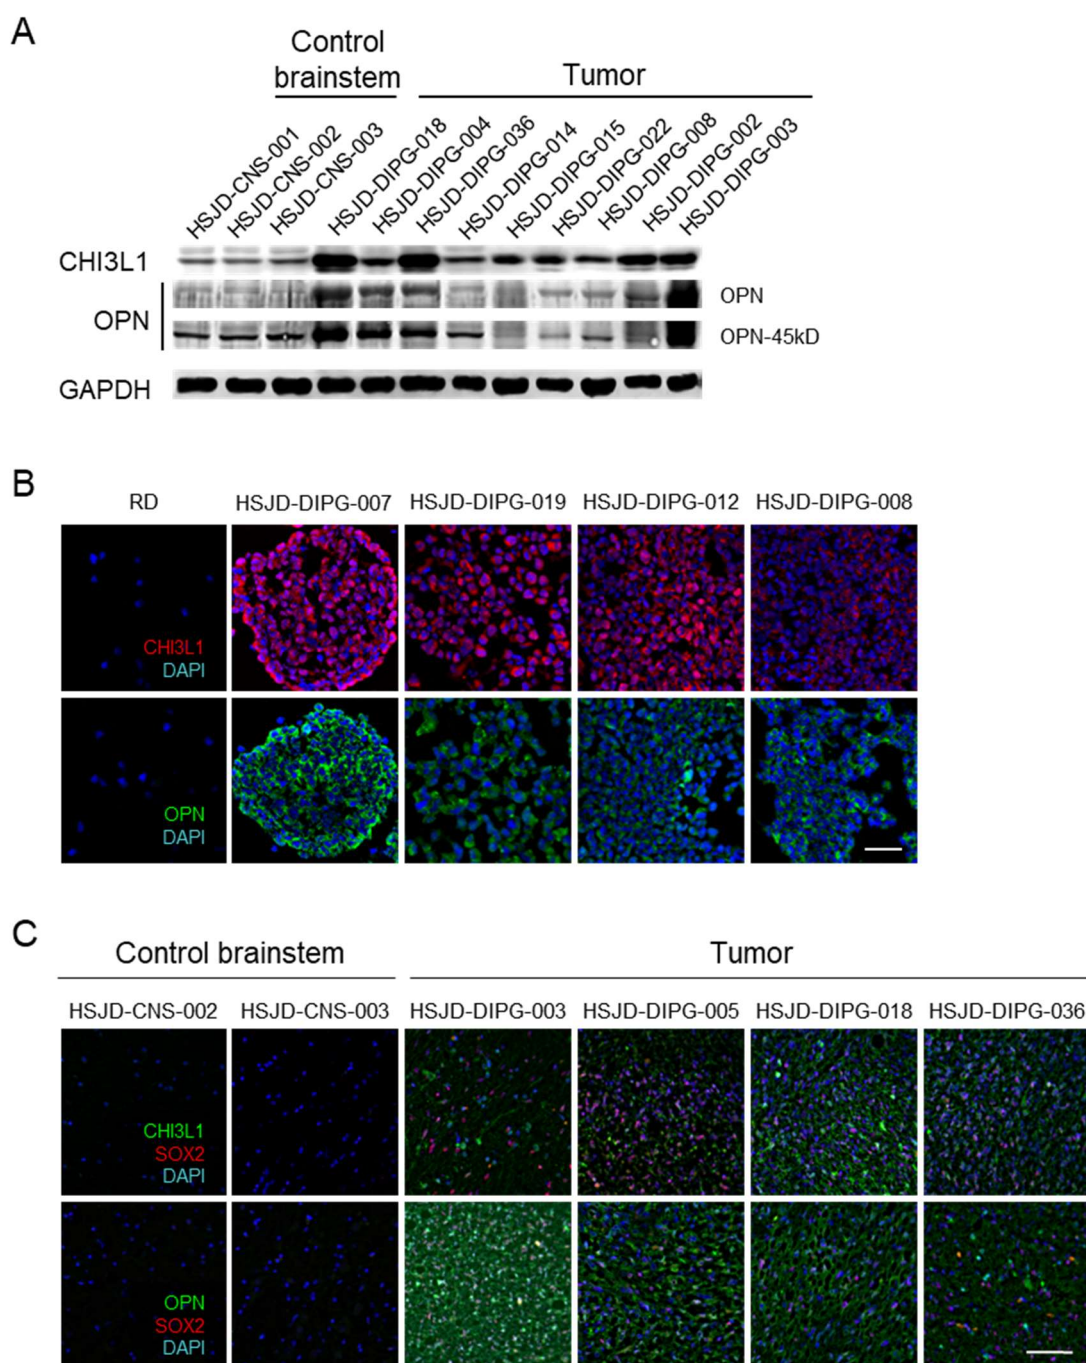 A
Control
brainstem
Tumor
HSJD-CNS-001
HSJD-CNS-002
HSJD-CNS-003
HSJD-DIPG-018
HSJD-DIPG-004
HSJD-DIPG-036
HSJD-DIPG-014
HSJD-DIPG-015
HSJD-DIPG-022
HSJD-DIPG-008
HSJD-DIPG-002
HSJD-DIPG-003
CHI3L1
OPN
OPN
OPN-45kD
GAPDH
B
RD HSJD-DIPG-007 HSJD-DIPG-019 HSJD-DIPG-012 HSJD-DIPG-008
CHI3L1
DAPI
OPN
DAPI
C
Control brainstem Tumor
HSJD-CNS-002 HSJD-CNS-003 HSJD-DIPG-003 HSJD-DIPG-005 HSJD-DIPG-018 HSJD-DIPG-036
CHI3L1
SOX2
DAPI
OPN
SOX2
DAPI